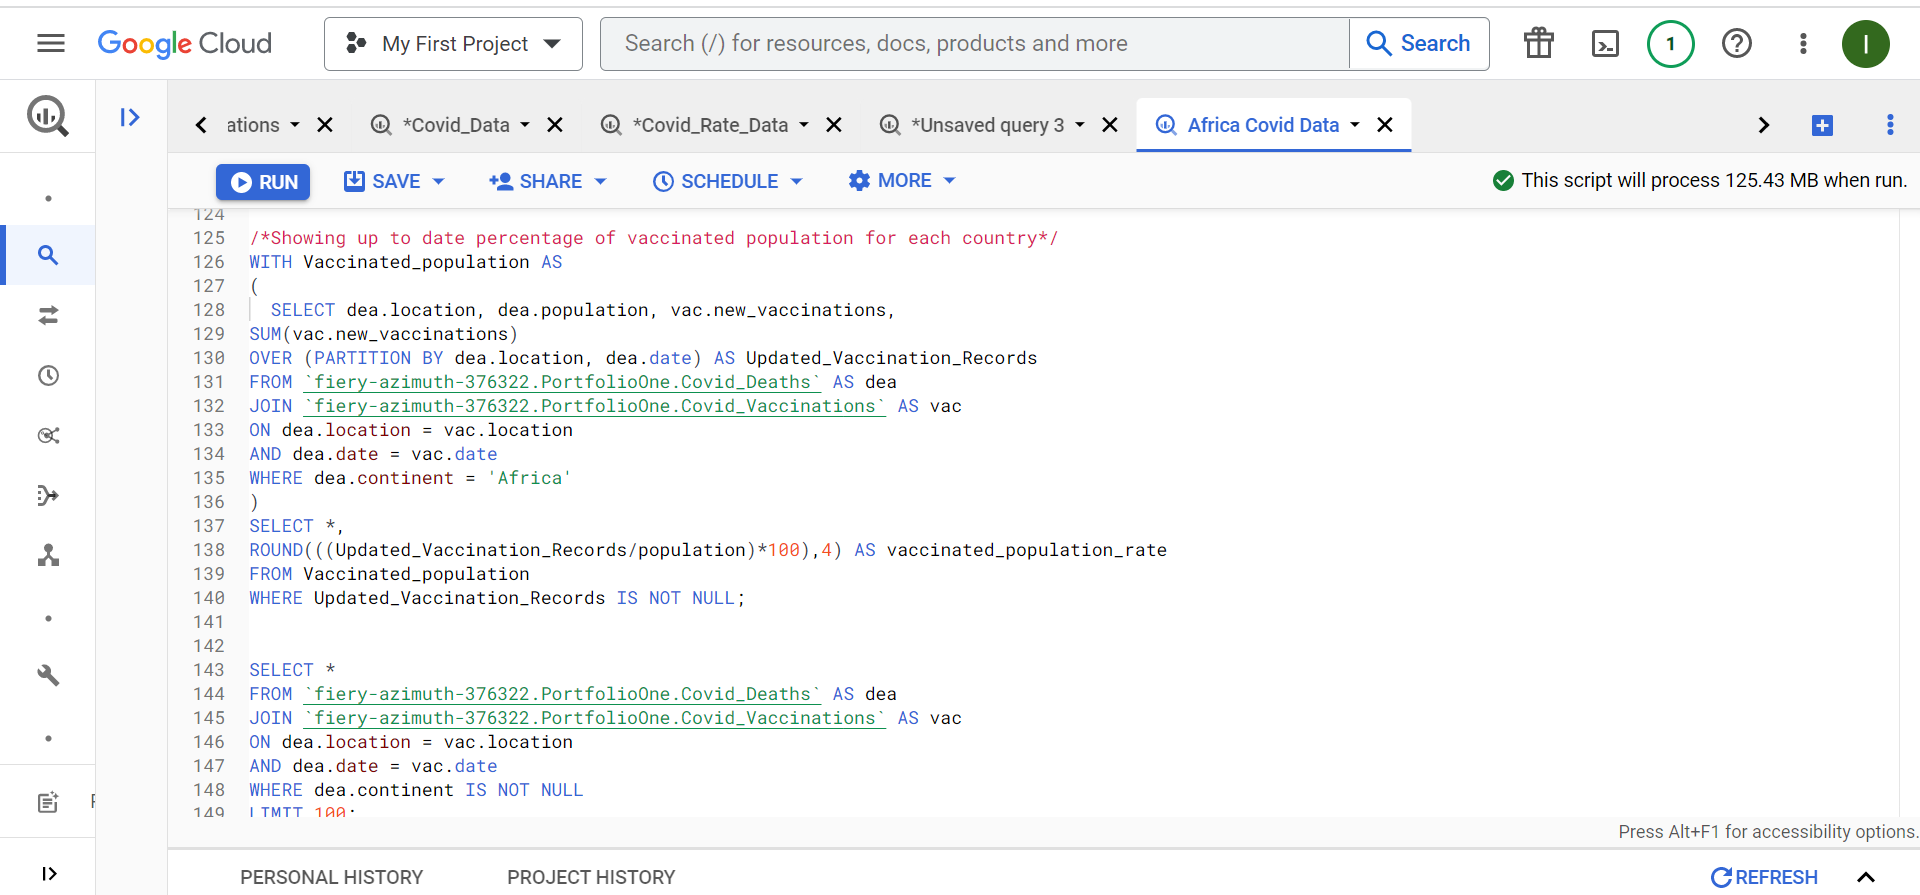 Google Cloud
My First Project
Search (/) for resources, docs, products and more
Search
1
I
ations
*Covid_Data
*Covid_Rate_Data
*Unsaved query 3
Africa Covid Data
RUN
SAVE
SHARE
SCHEDULE
MORE
This script will process 125.43 MB when run.
124
125 /*Showing up to date percentage of vaccinated population for each country*/
126 WITH Vaccinated_population AS
127 (
128 SELECT dea.location, dea.population, vac.new_vaccinations,
129 SUM(vac.new_vaccinations)
130 OVER (PARTITION BY dea.location, dea.date) AS Updated_Vaccination_Records
131 FROM `fiery-azimuth-376322.PortfolioOne.Covid_Deaths` AS dea
132 JOIN `fiery-azimuth-376322.PortfolioOne.Covid_Vaccinations` AS vac
133 ON dea.location = vac.location
134 AND dea.date = vac.date
135 WHERE dea.continent = 'Africa'
136 )
137 SELECT *,
138 ROUND(((Updated_Vaccination_Records/population)*100),4) AS vaccinated_population_rate
139 FROM Vaccinated_population
140 WHERE Updated_Vaccination_Records IS NOT NULL;
141
142
143 SELECT *
144 FROM `fiery-azimuth-376322.PortfolioOne.Covid_Deaths` AS dea
145 JOIN `fiery-azimuth-376322.PortfolioOne.Covid_Vaccinations` AS vac
146 ON dea.location = vac.location
147 AND dea.date = vac.date
148 WHERE dea.continent IS NOT NULL
149 LIMIT 100;
Press Alt+F1 for accessibility options.
PERSONAL HISTORY
PROJECT HISTORY
REFRESH